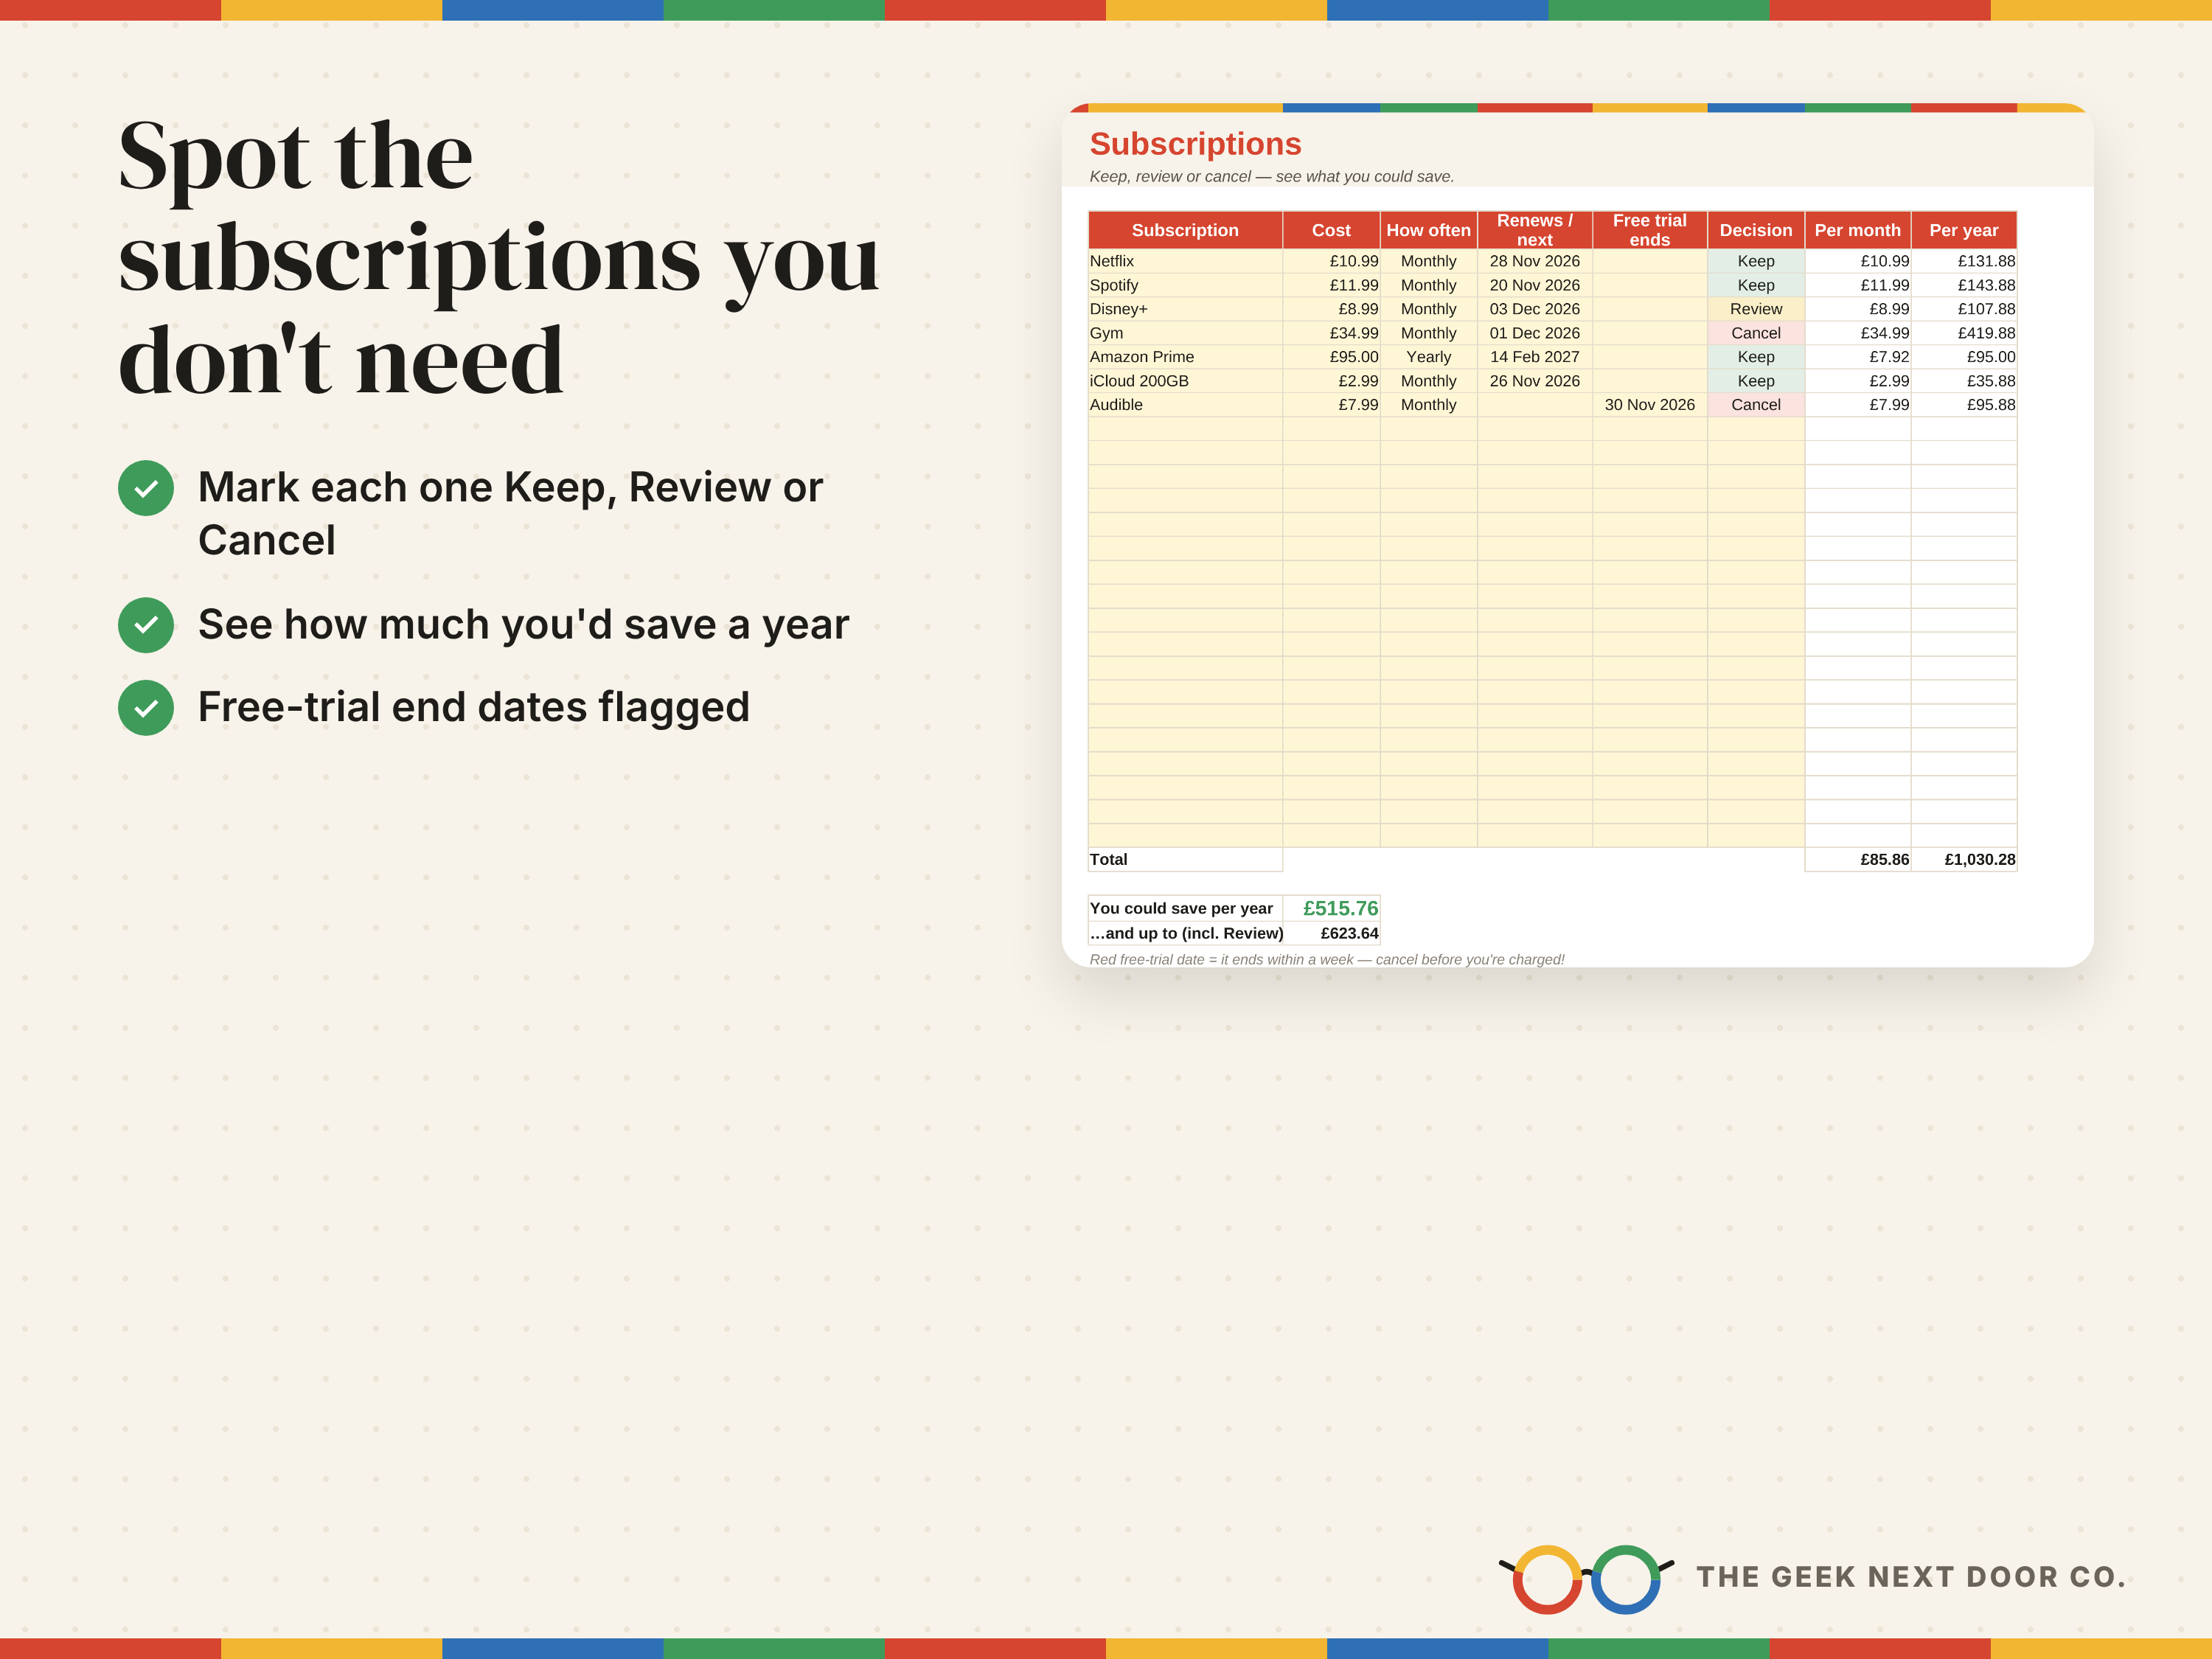 Spot the
subscriptions you
don't need
Mark each one Keep, Review or
Cancel
See how much you'd save a year
Free-trial end dates flagged
Subscriptions
Keep, review or cancel — see what you could save.
Subscription Cost How often Renews / next Free trial ends Decision Per month Per year
Netflix £10.99 Monthly 28 Nov 2026 Keep £10.99 £131.88
Spotify £11.99 Monthly 20 Nov 2026 Keep £11.99 £143.88
Disney+ £8.99 Monthly 03 Dec 2026 Review £8.99 £107.88
Gym £34.99 Monthly 01 Dec 2026 Cancel £34.99 £419.88
Amazon Prime £95.00 Yearly 14 Feb 2027 Keep £7.92 £95.00
iCloud 200GB £2.99 Monthly 26 Nov 2026 Keep £2.99 £35.88
Audible £7.99 Monthly 30 Nov 2026 Cancel £7.99 £95.88
Total £85.86 £1,030.28
You could save per year £515.76
…and up to (incl. Review) £623.64
Red free-trial date = it ends within a week — cancel before you're charged!
THE GEEK NEXT DOOR CO.